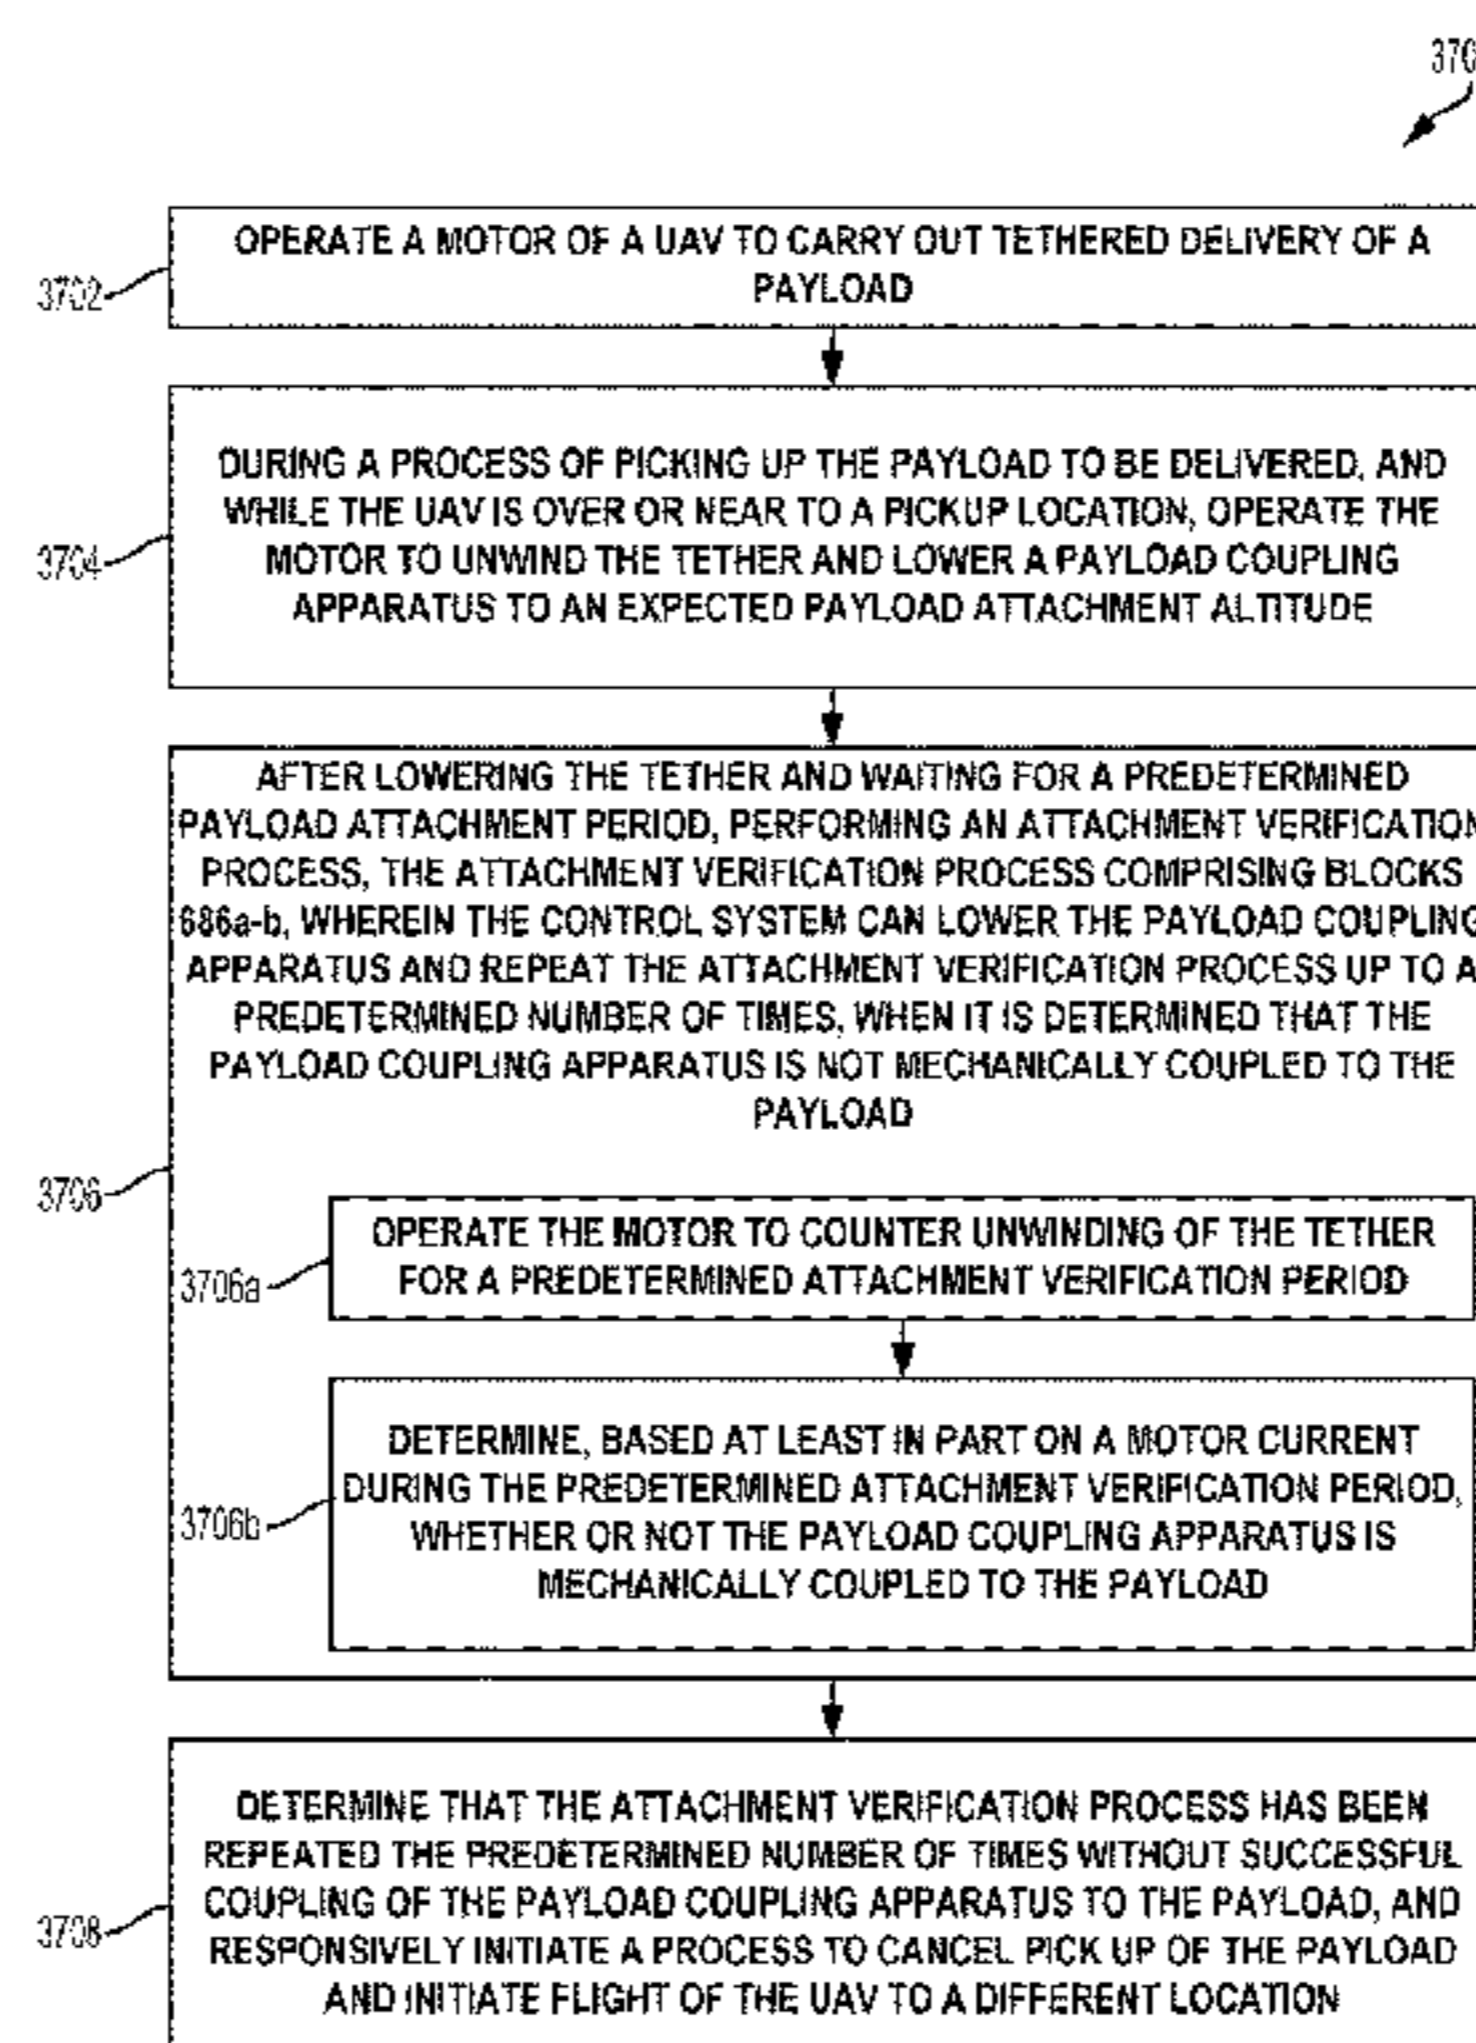 370
OPERATE A MOTOR OF A UAV TO CARRY OUT TETHERED DELIVERY OF A
PAYLOAD
3702
DURING A PROCESS OF PICKING UP THE PAYLOAD TO BE DELIVERED, AND
WHILE THE UAV IS OVER OR NEAR TO A PICKUP LOCATION, OPERATE THE
MOTOR TO UNWIND THE TETHER AND LOWER A PAYLOAD COUPLING
APPARATUS TO AN EXPECTED PAYLOAD ATTACHMENT ALTITUDE
3704
AFTER LOWERING THE TETHER AND WAITING FOR A PREDETERMINED
PAYLOAD ATTACHMENT PERIOD, PERFORMING AN ATTACHMENT VERIFICATION
PROCESS, THE ATTACHMENT VERIFICATION PROCESS COMPRISING BLOCKS
686a-b, WHEREIN THE CONTROL SYSTEM CAN LOWER THE PAYLOAD COUPLING
APPARATUS AND REPEAT THE ATTACHMENT VERIFICATION PROCESS UP TO A
PREDETERMINED NUMBER OF TIMES, WHEN IT IS DETERMINED THAT THE
PAYLOAD COUPLING APPARATUS IS NOT MECHANICALLY COUPLED TO THE
PAYLOAD
3706
OPERATE THE MOTOR TO COUNTER UNWINDING OF THE TETHER
FOR A PREDETERMINED ATTACHMENT VERIFICATION PERIOD
3706a
DETERMINE, BASED AT LEAST IN PART ON A MOTOR CURRENT
DURING THE PREDETERMINED ATTACHMENT VERIFICATION PERIOD,
WHETHER OR NOT THE PAYLOAD COUPLING APPARATUS IS
MECHANICALLY COUPLED TO THE PAYLOAD
3706b
DETERMINE THAT THE ATTACHMENT VERIFICATION PROCESS HAS BEEN
REPEATED THE PREDETERMINED NUMBER OF TIMES WITHOUT SUCCESSFUL
COUPLING OF THE PAYLOAD COUPLING APPARATUS TO THE PAYLOAD, AND
RESPONSIVELY INITIATE A PROCESS TO CANCEL PICK UP OF THE PAYLOAD
AND INITIATE FLIGHT OF THE UAV TO A DIFFERENT LOCATION
3708